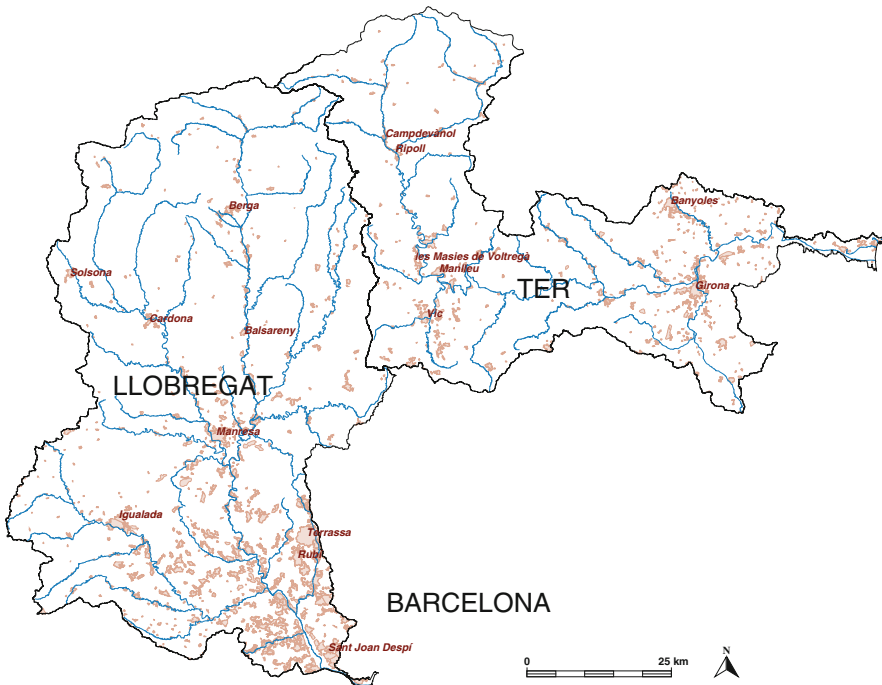 Campdevànol
Ripoll
Berga
Banyoles
les Masies de Voltregà
Manlleu
Solsona
TER
Girona
Cardona
Vic
Balsareny
LLOBREGAT
Manresa
Igualada
Terrassa
Rubí
BARCELONA
Sant Joan Despí
0 25 km
N